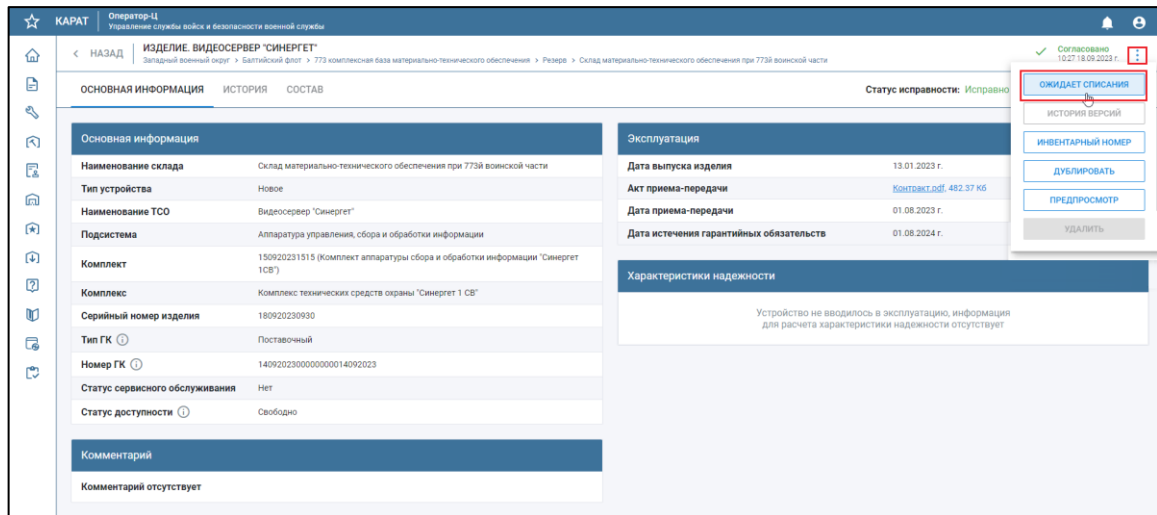 КАРАТ
Оператор-Ц
Управление службы войск и безопасности военной службы
НАЗАД
ИЗДЕЛИЕ. ВИДЕОСЕРВЕР "СИНЕРГЕТ"
Западный военный округ > Балтийский флот > 773 комплексная база материально-технического обеспечения > Резерв > Склад материально-технического обеспечения при 773й воинской части
Согласовано
10:27 18.09.2023 г.
ОСНОВНАЯ ИНФОРМАЦИЯ ИСТОРИЯ СОСТАВ
Статус исправности: Исправно
ОЖИДАЕТ СПИСАНИЯ
ИСТОРИЯ ВЕРСИЙ
ИНВЕНТАРНЫЙ НОМЕР
ДУБЛИРОВАТЬ
ПРЕДПРОСМОТР
УДАЛИТЬ
Основная информация
Наименование склада Склад материально-технического обеспечения при 773й воинской части
Тип устройства Новое
Наименование ТСО Видеосервер "Синергет"
Подсистема Аппаратура управления, сбора и обработки информации
Комплект 150920231515 (Комплект аппаратуры сбора и обработки информации "Синергет
1СВ")
Комплекс Комплекс технических средств охраны "Синергет 1 СВ"
Серийный номер изделия 180920230930
Тип ГК Поставочный
Номер ГК 1409202300000000014092023
Статус сервисного обслуживания Нет
Статус доступности Свободно
Комментарий
Комментарий отсутствует
Эксплуатация
Дата выпуска изделия 13.01.2023 г.
Акт приема-передачи Контракт.pdf, 482.37 Кб
Дата приема-передачи 01.08.2023 г.
Дата истечения гарантийных обязательств 01.08.2024 г.
Характеристики надежности
Устройство не вводилось в эксплуатацию, информация
для расчета характеристики надежности отсутствует